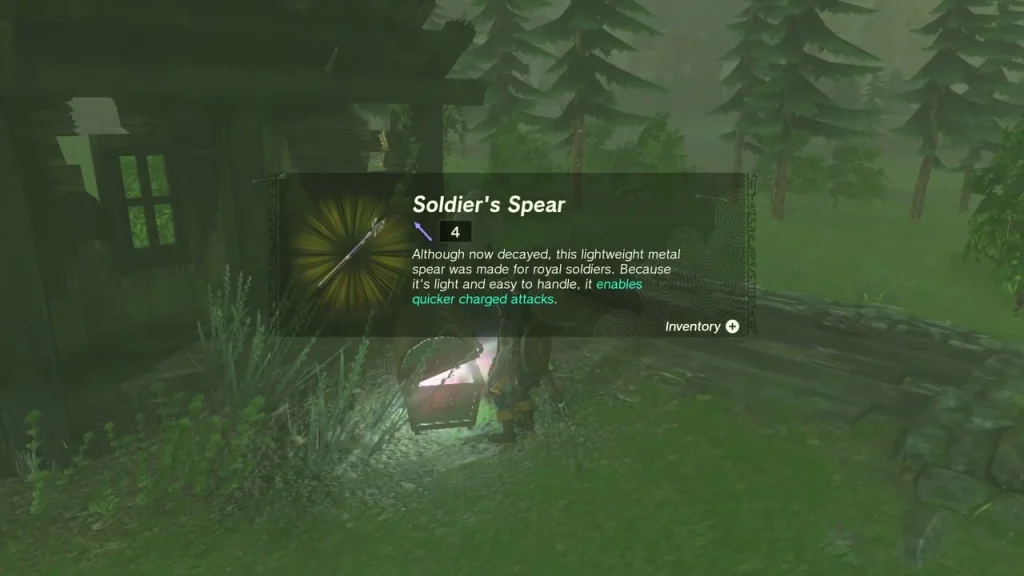 Soldier's Spear
4
Although now decayed, this lightweight metal
spear was made for royal soldiers. Because
it's light and easy to handle, it enables
quicker charged attacks.
Inventory